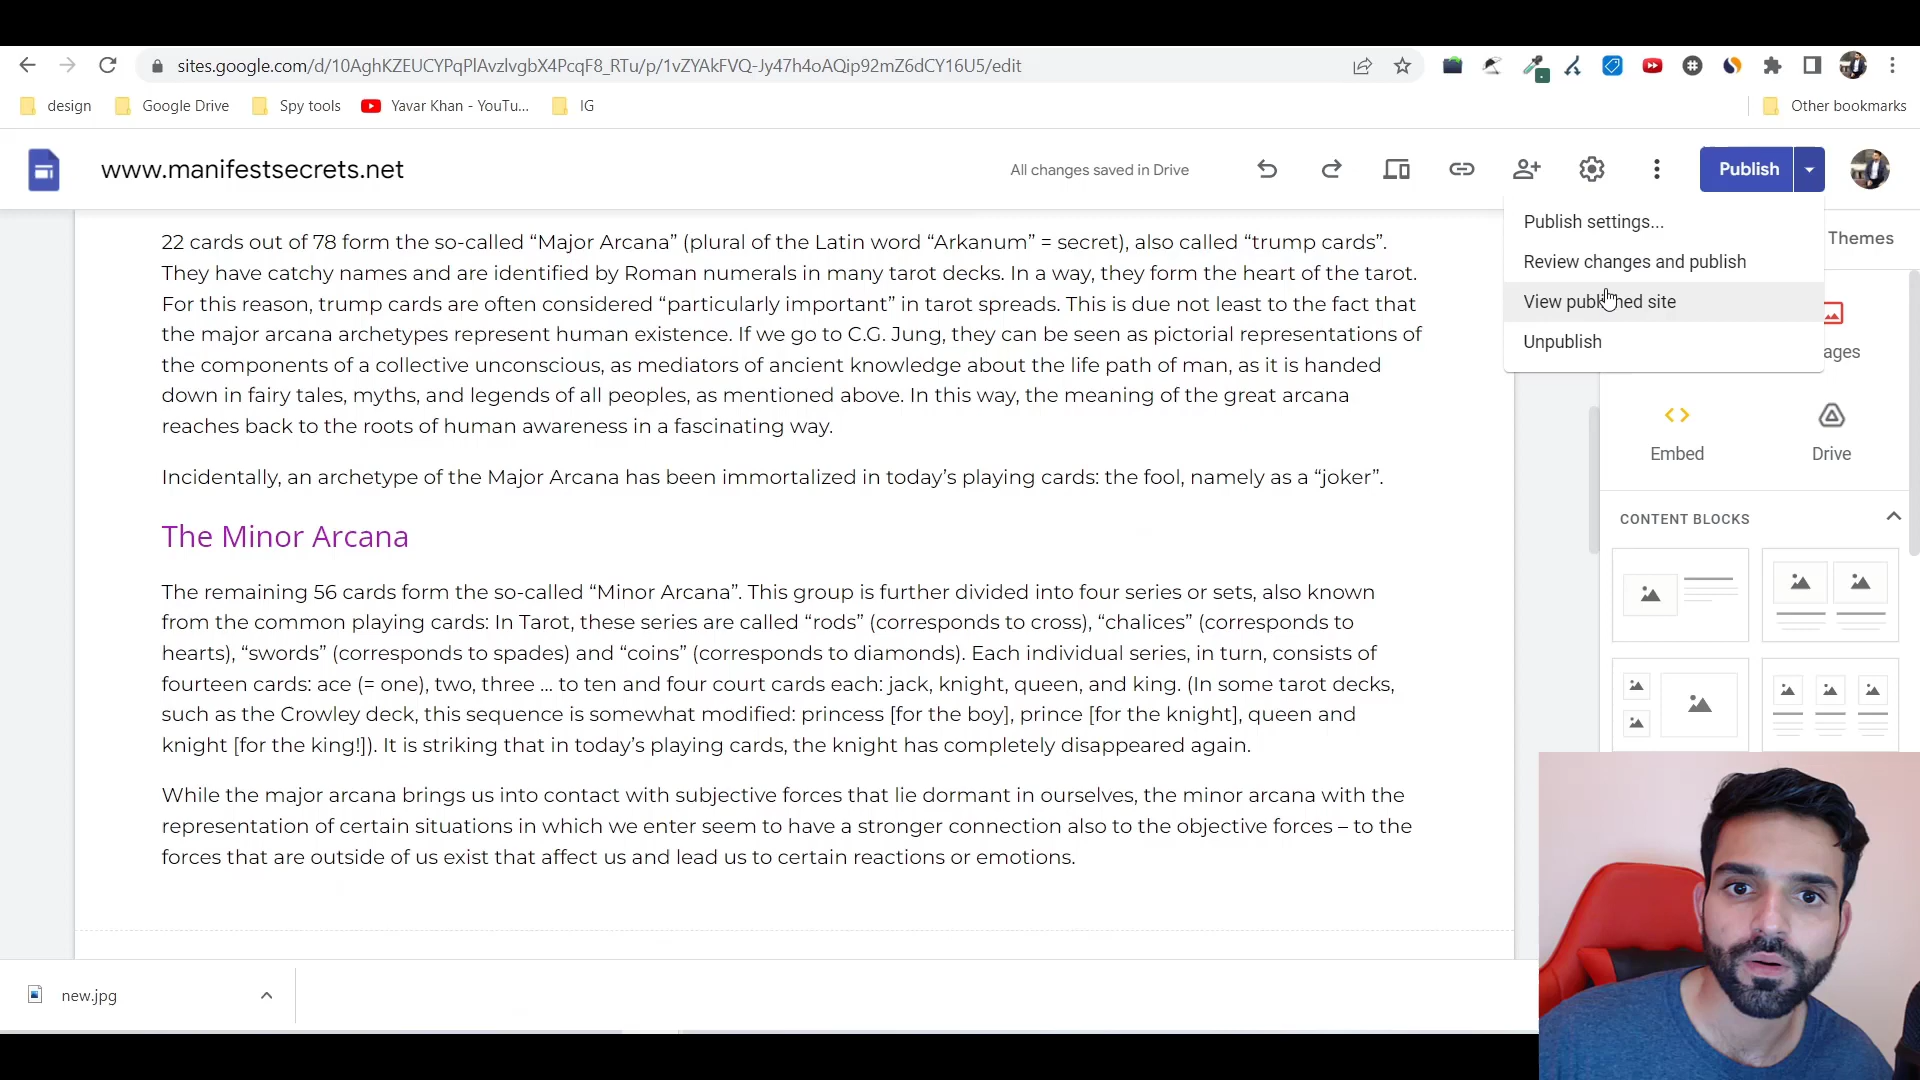 sites.google.com/d/10AghKZEUCYPqPlAvzlvgbX4PcqF8_RTu/p/1vZYAkFVQ-Jy47h4oAQip92mZ6dCY16U5/edit
design
Google Drive
Spy tools
Yavar Khan - YouTu...
IG
Other bookmarks
www.manifestsecrets.net
All changes saved in Drive
Publish
Publish settings...
Review changes and publish
View published site
Unpublish
Themes
22 cards out of 78 form the so-called “Major Arcana” (plural of the Latin word “Arkanum” = secret), also called “trump cards”.
They have catchy names and are identified by Roman numerals in many tarot decks. In a way, they form the heart of the tarot.
For this reason, trump cards are often considered “particularly important” in tarot spreads. This is due not least to the fact that
the major arcana archetypes represent human existence. If we go to C.G. Jung, they can be seen as pictorial representations of
the components of a collective unconscious, as mediators of ancient knowledge about the life path of man, as it is handed
down in fairy tales, myths, and legends of all peoples, as mentioned above. In this way, the meaning of the great arcana
reaches back to the roots of human awareness in a fascinating way.
Incidentally, an archetype of the Major Arcana has been immortalized in today’s playing cards: the fool, namely as a “joker”.
The Minor Arcana
The remaining 56 cards form the so-called “Minor Arcana”. This group is further divided into four series or sets, also known
from the common playing cards: In Tarot, these series are called “rods” (corresponds to cross), “chalices” (corresponds to
hearts), “swords” (corresponds to spades) and “coins” (corresponds to diamonds). Each individual series, in turn, consists of
fourteen cards: ace (= one), two, three ... to ten and four court cards each: jack, knight, queen, and king. (In some tarot decks,
such as the Crowley deck, this sequence is somewhat modified: princess [for the boy], prince [for the knight], queen and
knight [for the king!]). It is striking that in today’s playing cards, the knight has completely disappeared again.
While the major arcana brings us into contact with subjective forces that lie dormant in ourselves, the minor arcana with the
representation of certain situations in which we enter seem to have a stronger connection also to the objective forces – to the
forces that are outside of us exist that affect us and lead us to certain reactions or emotions.
ages
Embed
Drive
CONTENT BLOCKS
new.jpg